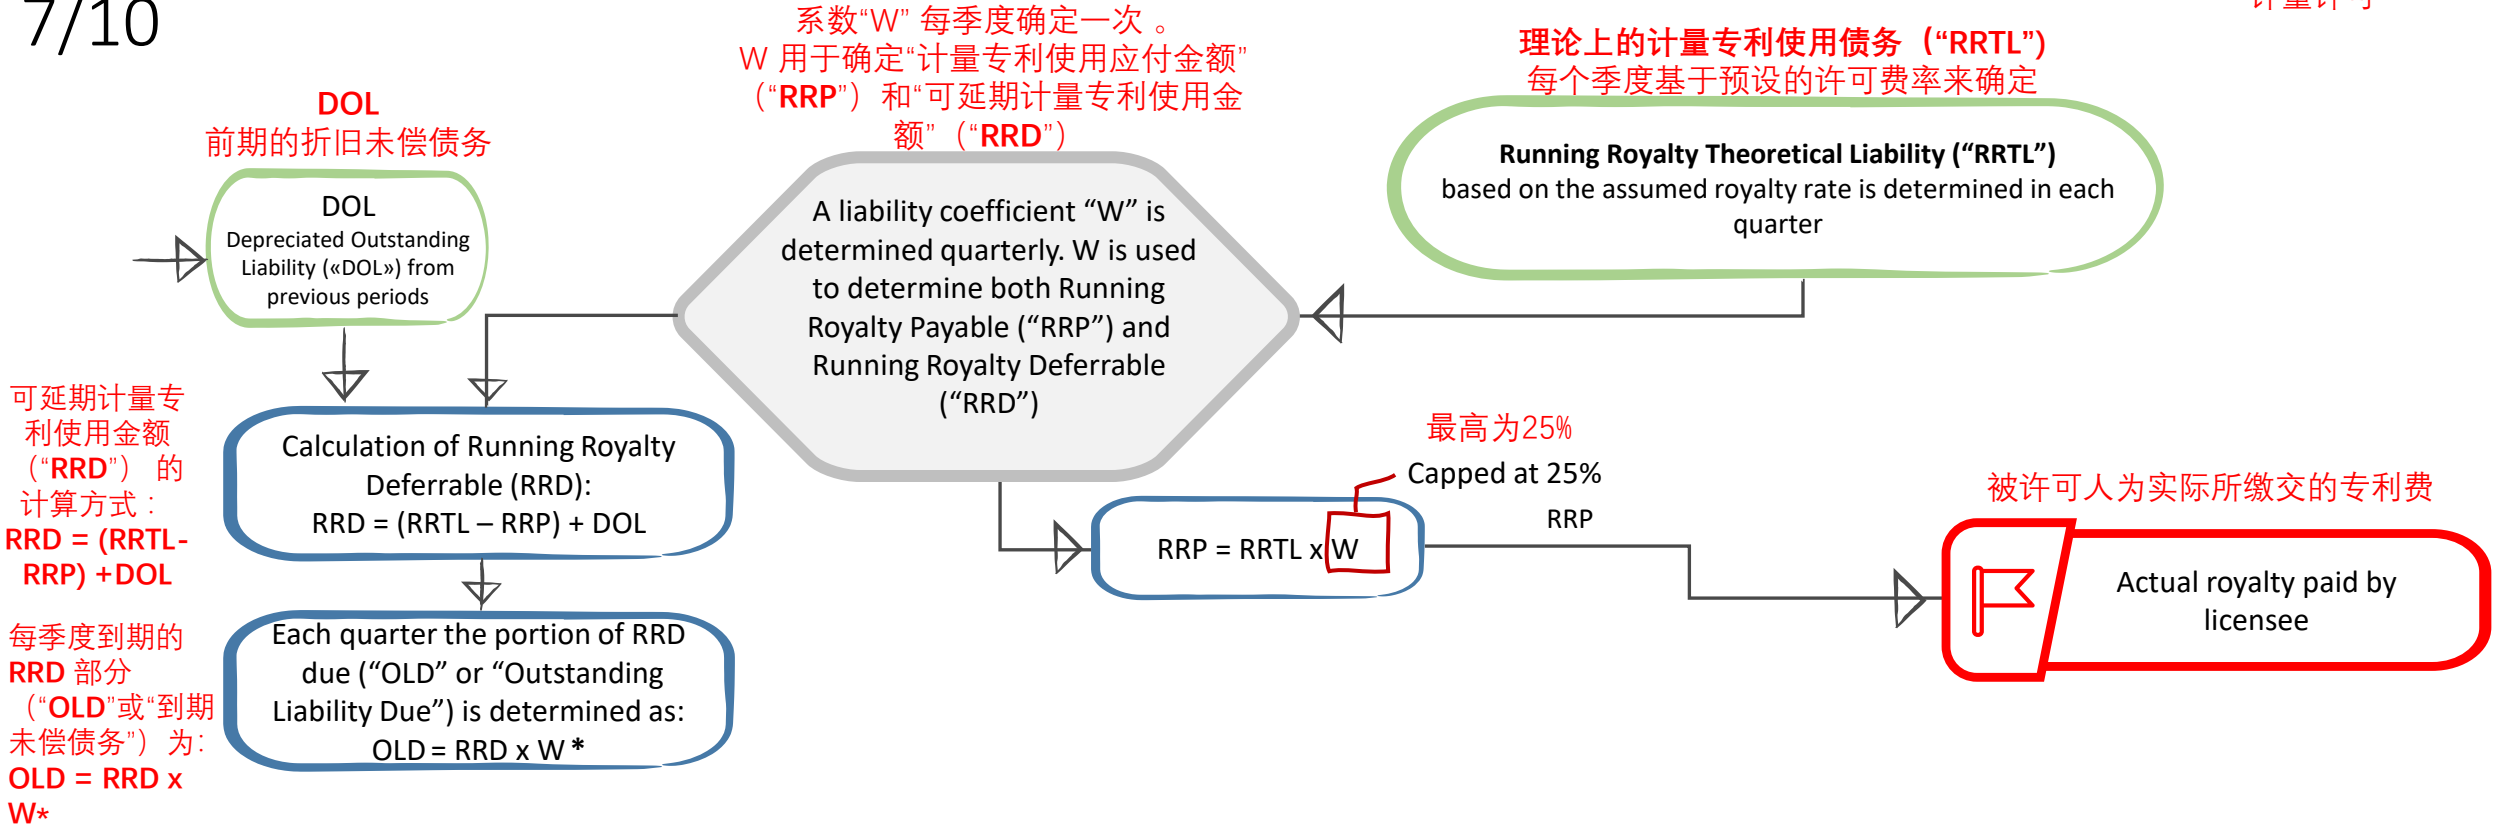 7/10
系数“W” 每季度确定一次 。
W 用于确定“计量专利使用应付金额”
（“RRP”） 和“可延期计量专利使用金
额” （“RRD”）
理论上的计量专利使用债务（“RRTL”）
每个季度基于预设的许可费率来确定
DOL
前期的折旧未偿债务
DOL
Depreciated Outstanding
Liability («DOL») from
previous periods
A liability coefficient “W” is
determined quarterly. W is used
to determine both Running
Royalty Payable (“RRP”) and
Running Royalty Deferrable
(“RRD”)
Running Royalty Theoretical Liability (“RRTL”)
based on the assumed royalty rate is determined in each
quarter
可延期计量专
利使用金额
（“RRD”） 的
计算方式：
RRD = (RRTL-
RRP) +DOL
Calculation of Running Royalty
Deferrable (RRD):
RRD = (RRTL – RRP) + DOL
最高为25%
Capped at 25%
RRP = RRTL x W
RRP
被许可人为实际所缴交的专利费
Actual royalty paid by
licensee
每季度到期的
RRD 部分
（“OLD”或“到期
未偿债务”）为：
OLD = RRD x
W*
Each quarter the portion of RRD
due (“OLD” or “Outstanding
Liability Due”) is determined as:
OLD = RRD x W *